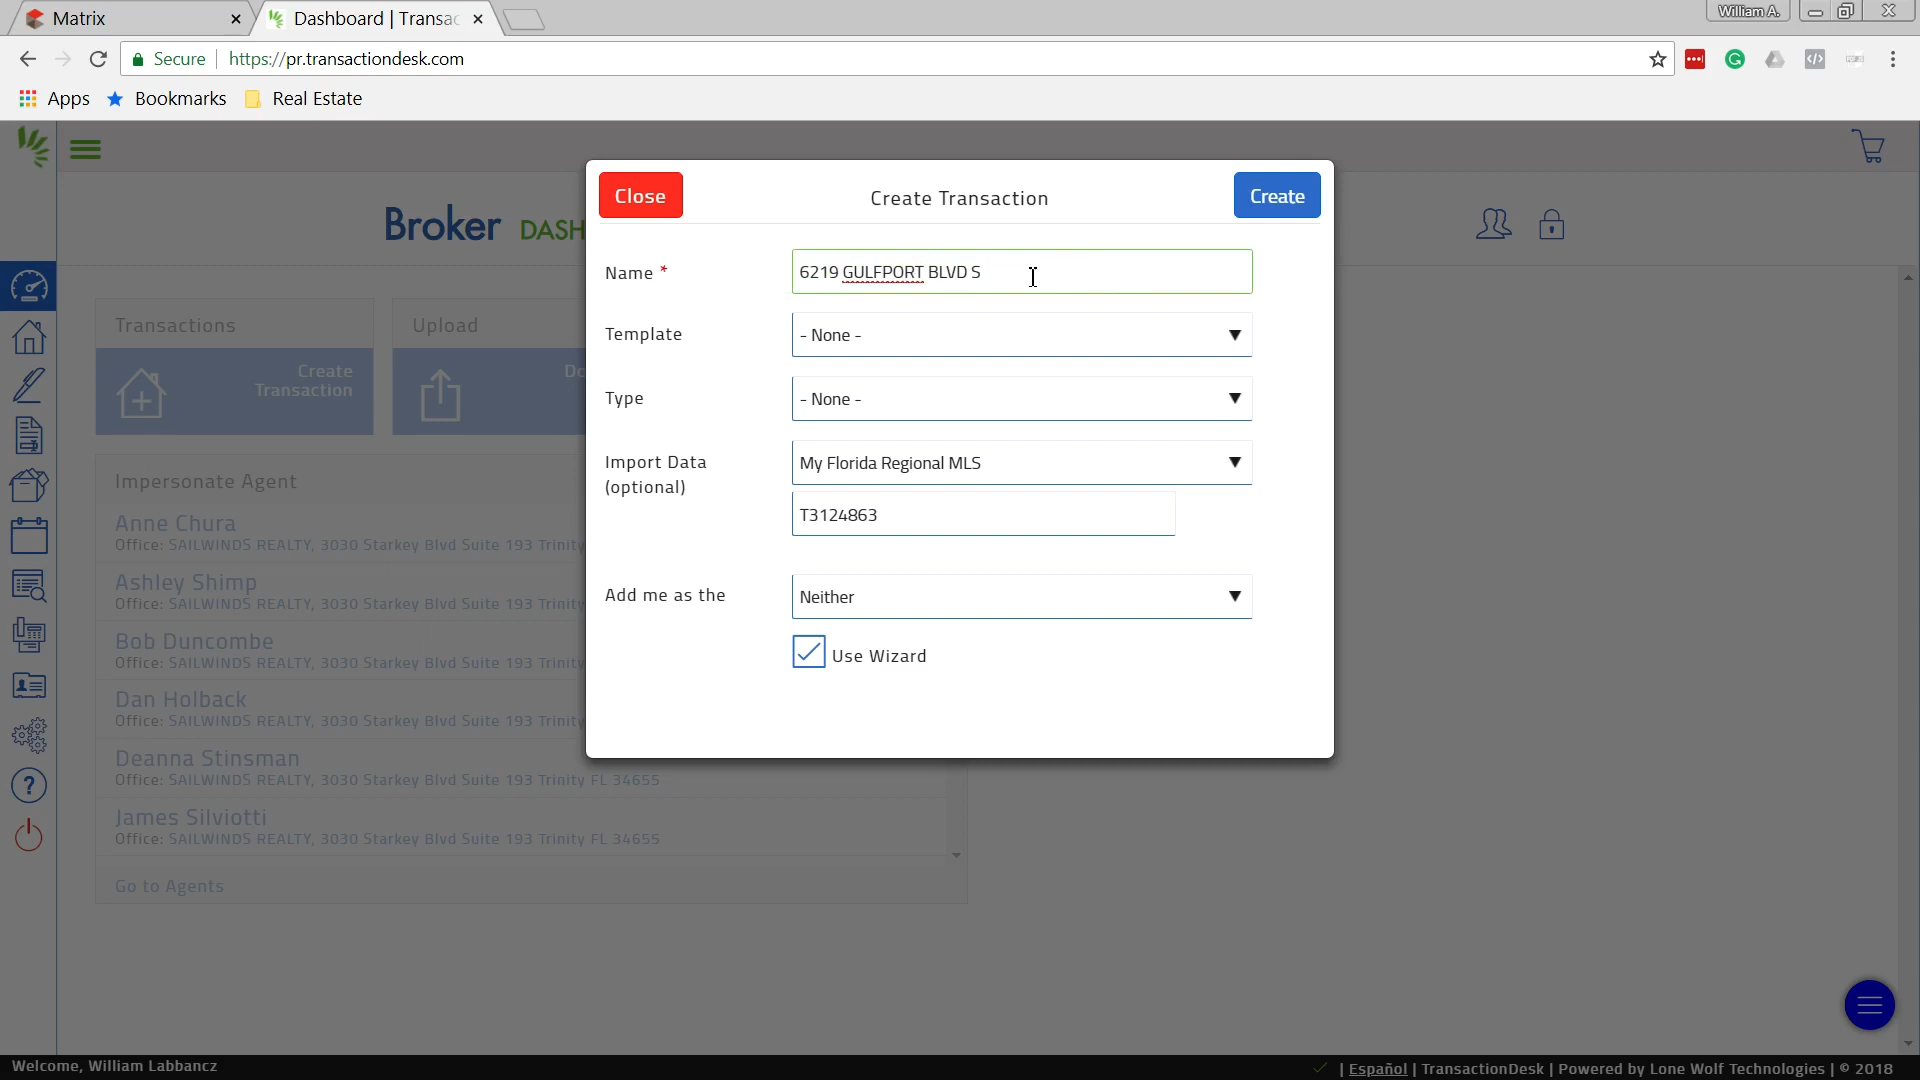 Matrix
Dashboard | Transac
William A.
Secure
https://pr.transactiondesk.com
Apps
Bookmarks
Real Estate
Broker DASH
Close
Create Transaction
Create
Name *
6219 GULFPORT BLVD S
Template
- None -
Type
- None -
Import Data
(optional)
My Florida Regional MLS
T3124863
Add me as the
Neither
Use Wizard
Transactions
Upload
Create
Transaction
Do
Impersonate Agent
Anne Chura
Office: SAILWINDS REALTY, 3030 Starkey Blvd Suite 193 Trinity
Ashley Shimp
Office: SAILWINDS REALTY, 3030 Starkey Blvd Suite 193 Trinity
Bob Duncombe
Office: SAILWINDS REALTY, 3030 Starkey Blvd Suite 193 Trinity
Dan Holback
Office: SAILWINDS REALTY, 3030 Starkey Blvd Suite 193 Trinity
Deanna Stinsman
Office: SAILWINDS REALTY, 3030 Starkey Blvd Suite 193 Trinity FL 34655
James Silviotti
Office: SAILWINDS REALTY, 3030 Starkey Blvd Suite 193 Trinity FL 34655
Go to Agents
Welcome, William Labbancz
| Español | TransactionDesk | Powered by Lone Wolf Technologies | © 2018